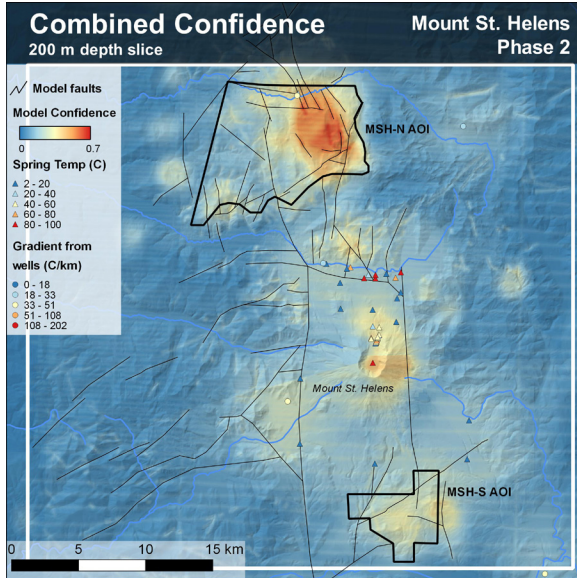 Combined Confidence
200 m depth slice
Mount St. Helens
Phase 2
Model faults
Model Confidence
0 0.7
Spring Temp (C)
2 - 20
20 - 40
40 - 60
60 - 80
80 - 100
Gradient from
wells (C/km)
0 - 18
18 - 33
33 - 51
51 - 108
108 - 202
MSH-N AOI
Mount St. Helens
MSH-S AOI
0 5 10 15 km